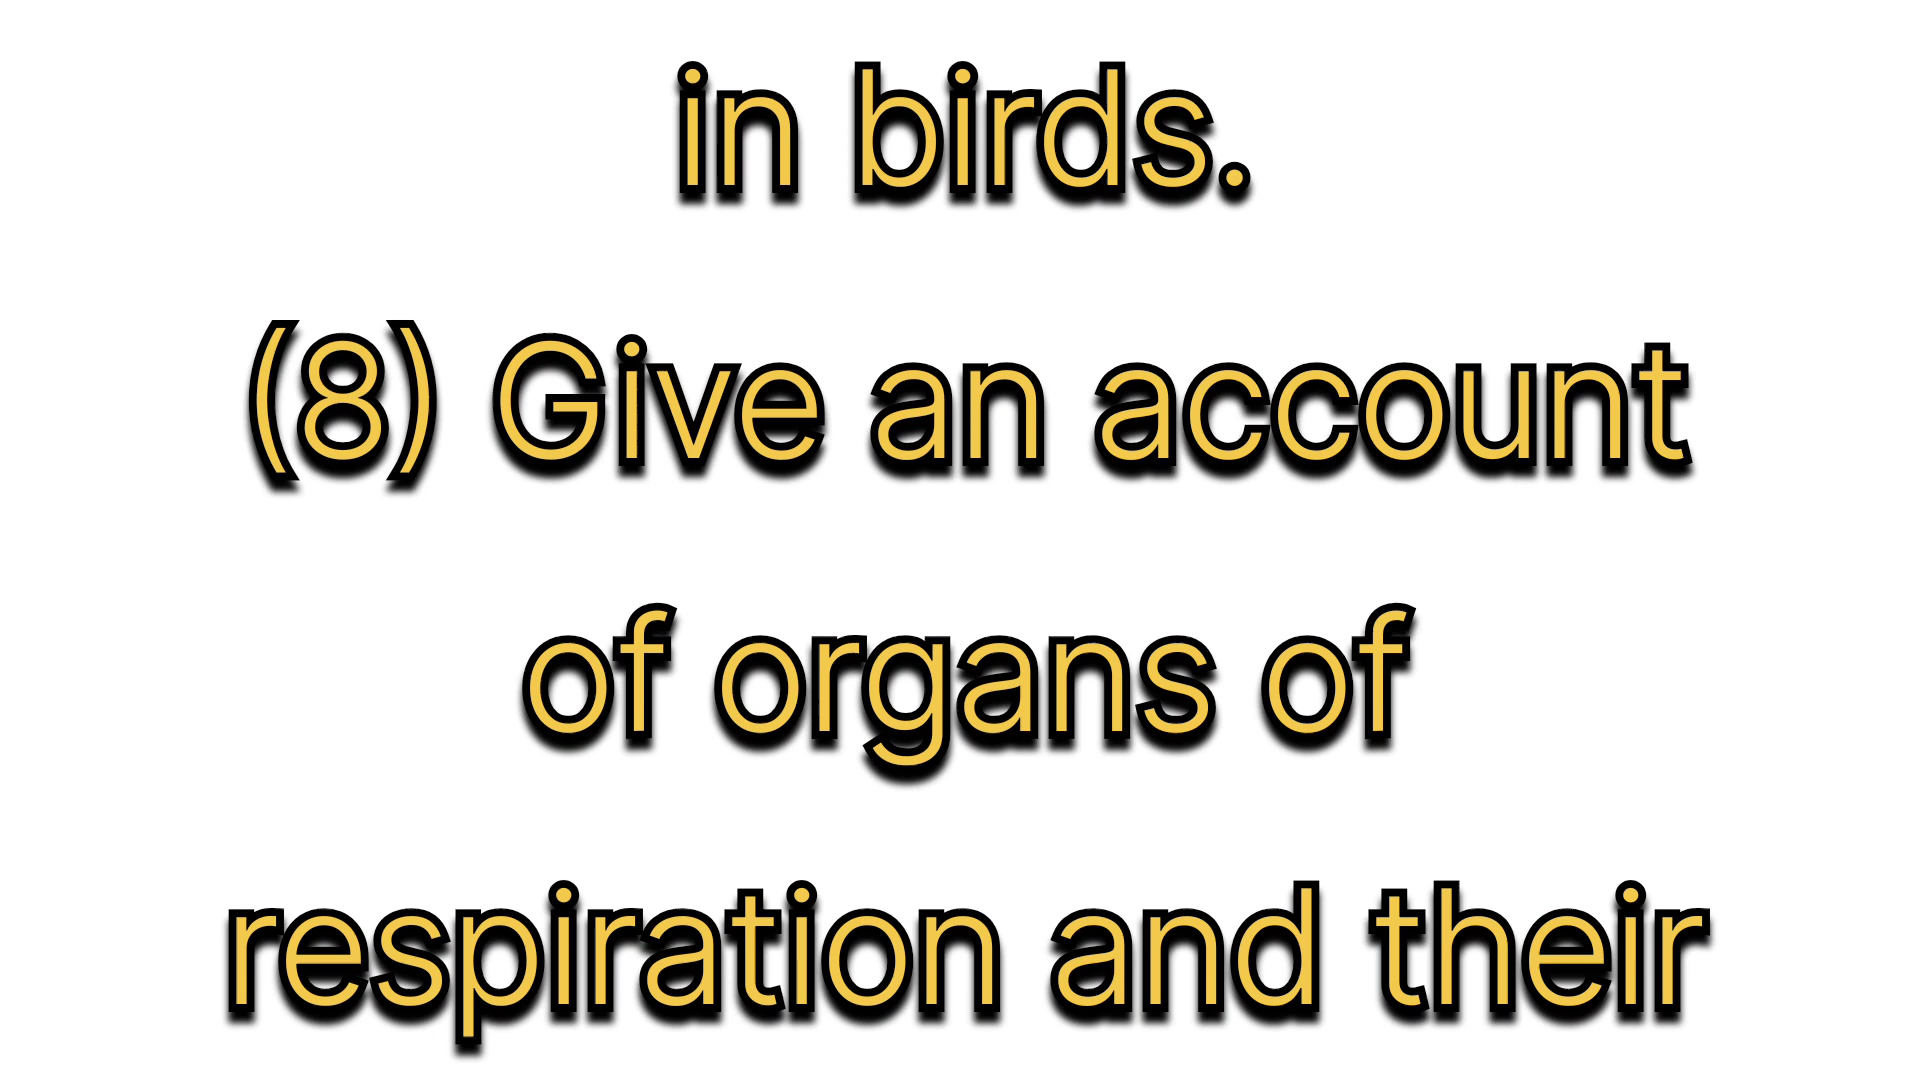 in birds.
(8) Give an account
of organs of
respiration and their